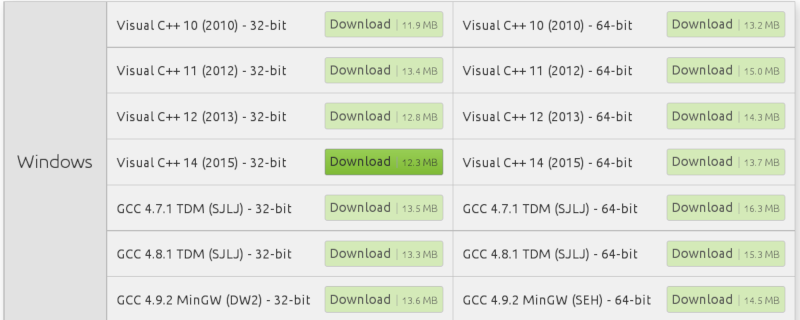 Visual C++ 10 (2010) - 32-bit Download | 11.9 MB Visual C++ 10 (2010) - 64-bit Download | 13.2 MB
Visual C++ 11 (2012) - 32-bit Download | 13.4 MB Visual C++ 11 (2012) - 64-bit Download | 15.0 MB
Visual C++ 12 (2013) - 32-bit Download | 12.8 MB Visual C++ 12 (2013) - 64-bit Download | 14.3 MB
Windows Visual C++ 14 (2015) - 32-bit Download | 12.3 MB Visual C++ 14 (2015) - 64-bit Download | 13.7 MB
GCC 4.7.1 TDM (SJLJ) - 32-bit Download | 13.5 MB GCC 4.7.1 TDM (SJLJ) - 64-bit Download | 16.3 MB
GCC 4.8.1 TDM (SJLJ) - 32-bit Download | 13.3 MB GCC 4.8.1 TDM (SJLJ) - 64-bit Download | 15.3 MB
GCC 4.9.2 MinGW (DW2) - 32-bit Download | 13.6 MB GCC 4.9.2 MinGW (SEH) - 64-bit Download | 14.5 MB